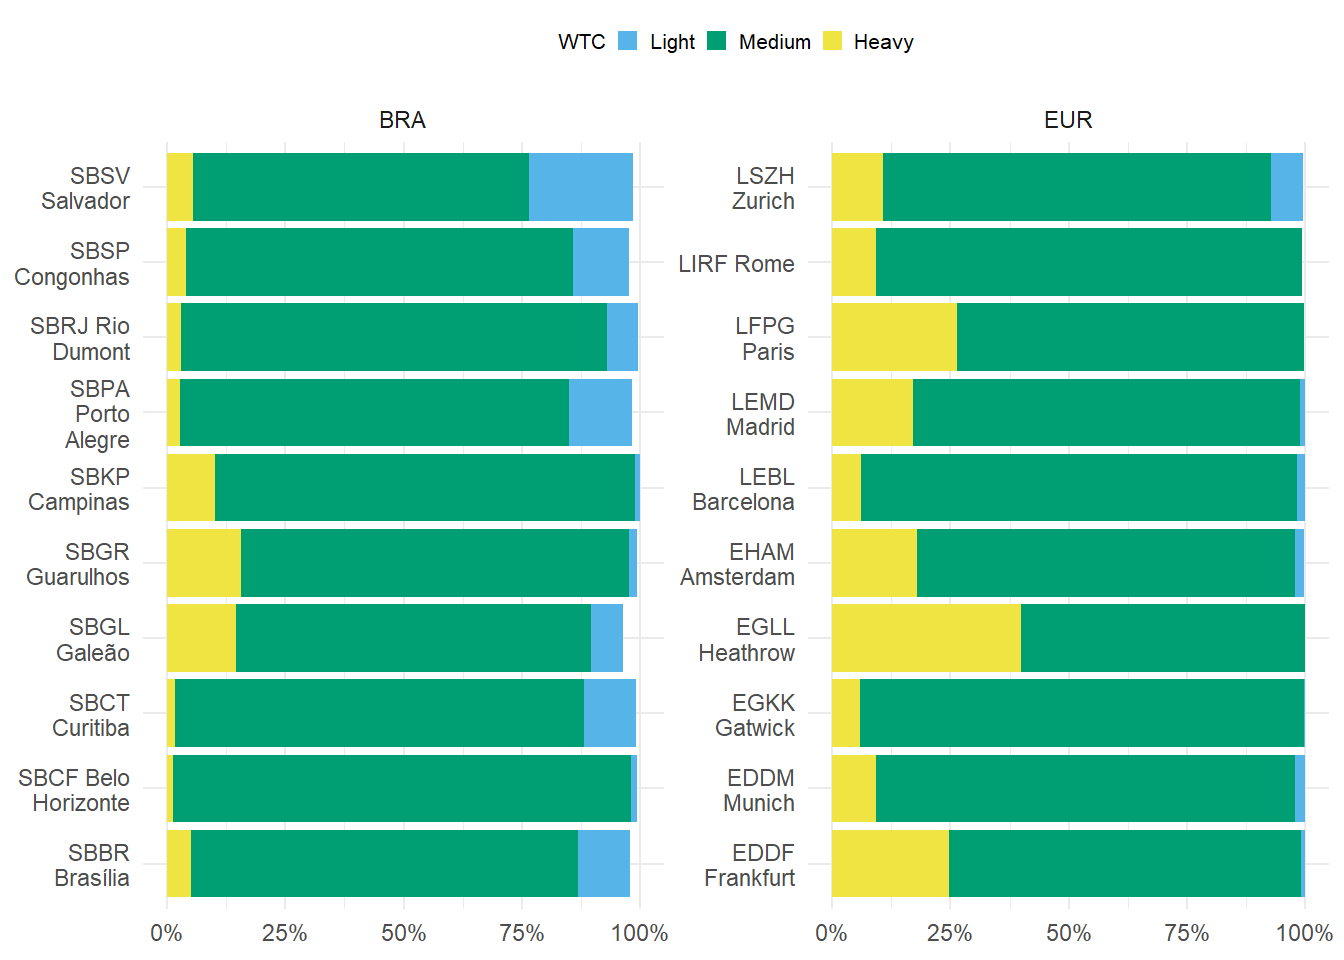 WTC Light Medium Heavy
BRA
SBSV
Salvador
SBSP
Congonhas
SBRJ Rio
Dumont
SBPA
Porto
Alegre
SBKP
Campinas
SBGR
Guarulhos
SBGL
Galeão
SBCT
Curitiba
SBCF Belo
Horizonte
SBBR
Brasília
0% 25% 50% 75% 100%
EUR
LSZH
Zurich
LIRF Rome
LFPG
Paris
LEMD
Madrid
LEBL
Barcelona
EHAM
Amsterdam
EGLL
Heathrow
EGKK
Gatwick
EDDM
Munich
EDDF
Frankfurt
0% 25% 50% 75% 100%